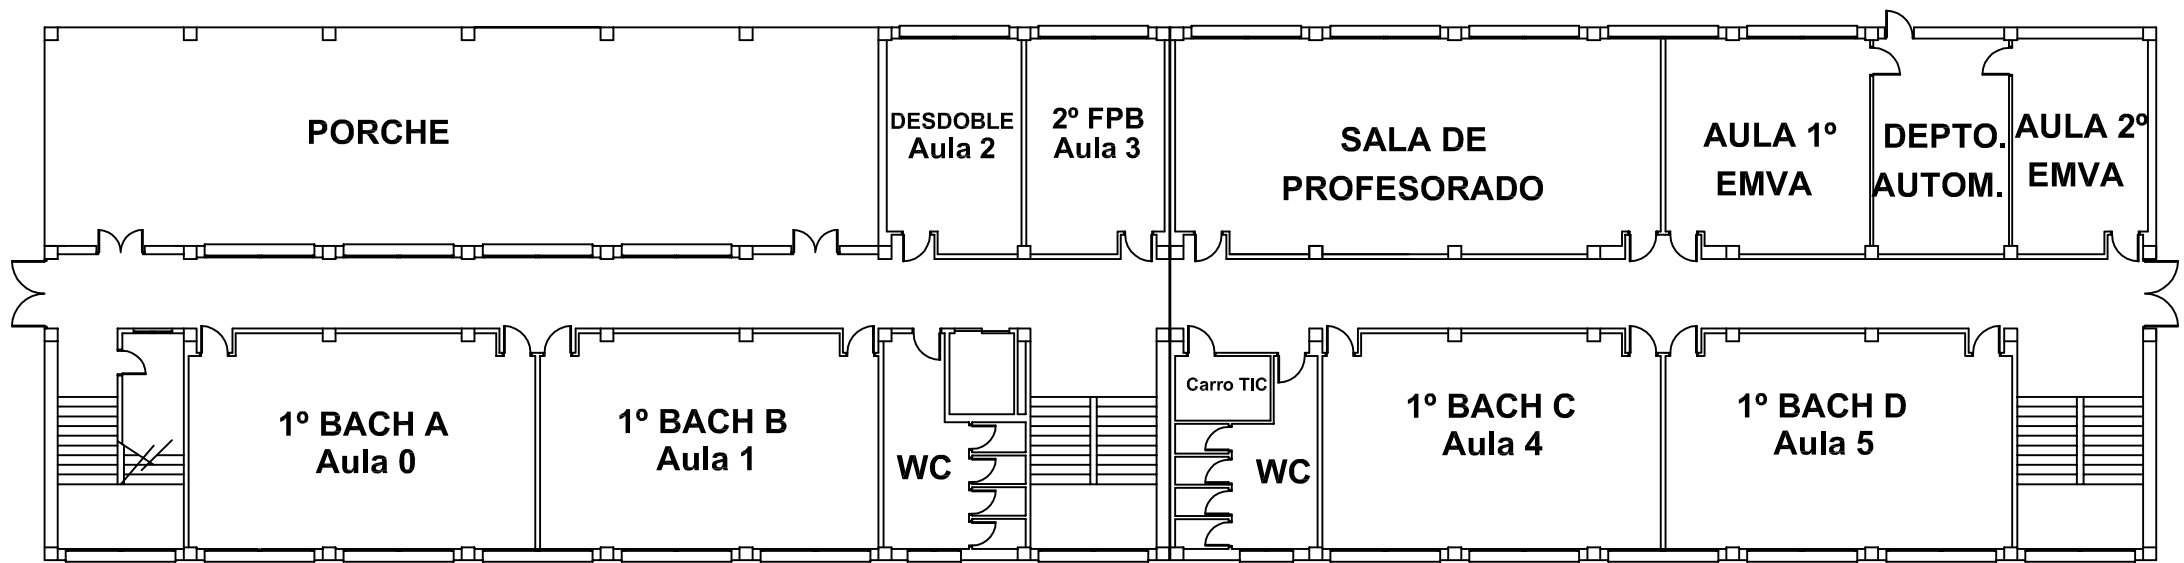 PORCHE
DESDOBLE
Aula 2
2º FPB
Aula 3
SALA DE
PROFESORADO
AULA 1º
EMVA
DEPTO.
AUTOM.
AULA 2º
EMVA
1º BACH A
Aula 0
1º BACH B
Aula 1
WC
Carro TIC
WC
1º BACH C
Aula 4
1º BACH D
Aula 5